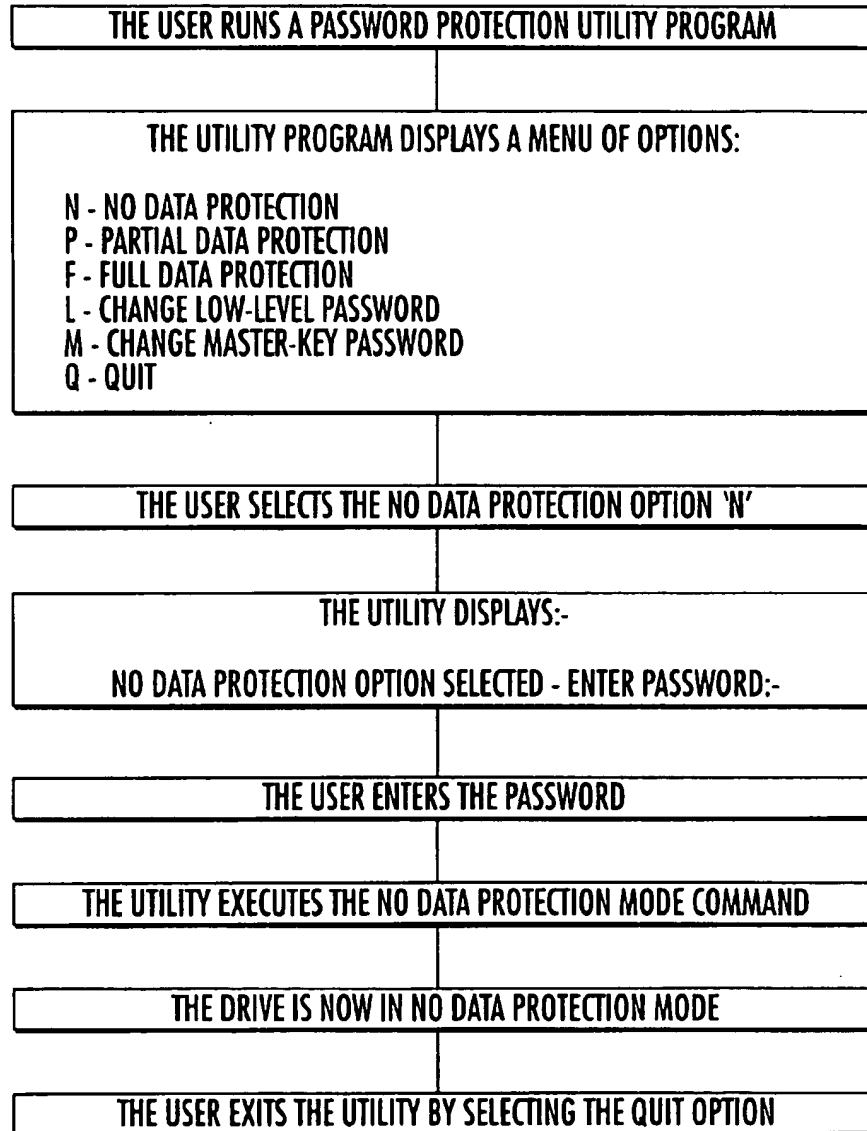 THE USER RUNS A PASSWORD PROTECTION UTILITY PROGRAM
THE UTILITY PROGRAM DISPLAYS A MENU OF OPTIONS:
N - NO DATA PROTECTION
P - PARTIAL DATA PROTECTION
F - FULL DATA PROTECTION
L - CHANGE LOW-LEVEL PASSWORD
M - CHANGE MASTER-KEY PASSWORD
Q - QUIT
THE USER SELECTS THE NO DATA PROTECTION OPTION 'N'
THE UTILITY DISPLAYS:-
NO DATA PROTECTION OPTION SELECTED - ENTER PASSWORD:-
THE USER ENTERS THE PASSWORD
THE UTILITY EXECUTES THE NO DATA PROTECTION MODE COMMAND
THE DRIVE IS NOW IN NO DATA PROTECTION MODE
THE USER EXITS THE UTILITY BY SELECTING THE QUIT OPTION